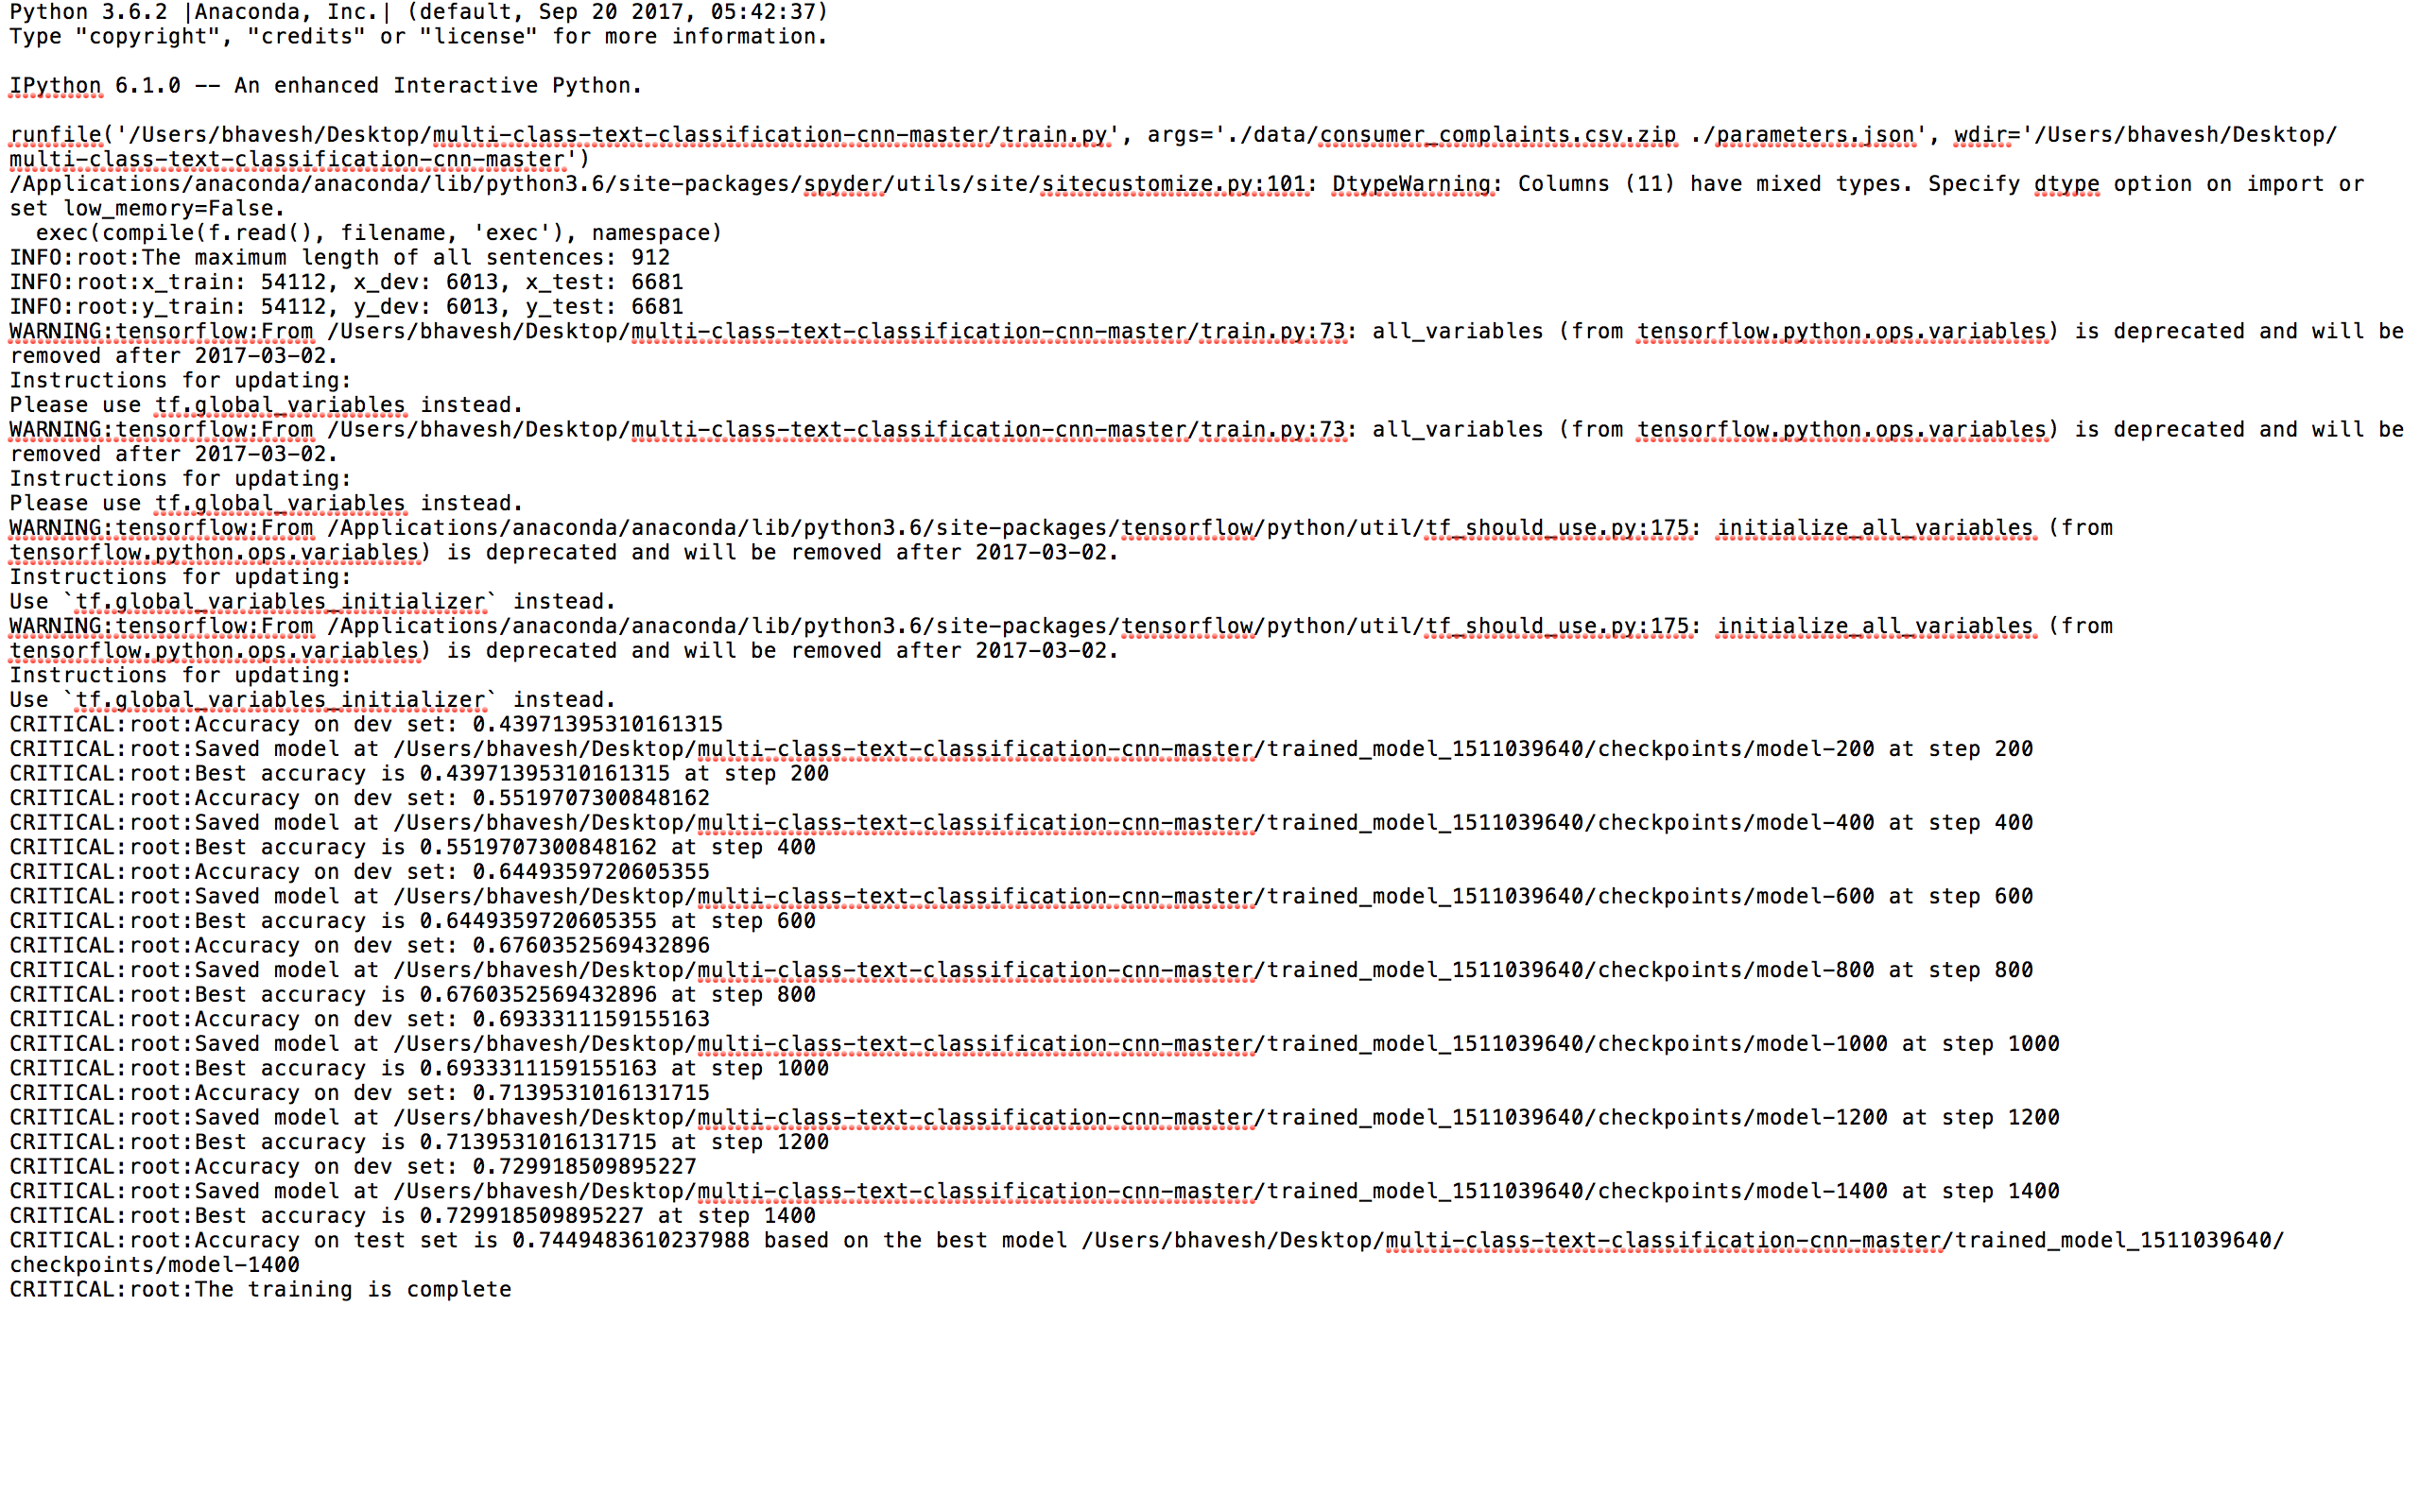 Python 3.6.2 |Anaconda, Inc.| (default, Sep 20 2017, 05:42:37)
Type "copyright", "credits" or "license" for more information.
IPython 6.1.0 -- An enhanced Interactive Python.
runfile('/Users/bhavesh/Desktop/multi-class-text-classification-cnn-master/train.py', args='./data/consumer_complaints.csv.zip ./parameters.json', wdir='/Users/bhavesh/Desktop/
multi-class-text-classification-cnn-master')
/Applications/anaconda/anaconda/lib/python3.6/site-packages/spyder/utils/site/sitecustomize.py:101: DtypeWarning: Columns (11) have mixed types. Specify dtype option on import or
set low_memory=False.
  exec(compile(f.read(), filename, 'exec'), namespace)
INFO:root:The maximum length of all sentences: 912
INFO:root:x_train: 54112, x_dev: 6013, x_test: 6681
INFO:root:y_train: 54112, y_dev: 6013, y_test: 6681
WARNING:tensorflow:From /Users/bhavesh/Desktop/multi-class-text-classification-cnn-master/train.py:73: all_variables (from tensorflow.python.ops.variables) is deprecated and will be
removed after 2017-03-02.
Instructions for updating:
Please use tf.global_variables instead.
WARNING:tensorflow:From /Users/bhavesh/Desktop/multi-class-text-classification-cnn-master/train.py:73: all_variables (from tensorflow.python.ops.variables) is deprecated and will be
removed after 2017-03-02.
Instructions for updating:
Please use tf.global_variables instead.
WARNING:tensorflow:From /Applications/anaconda/anaconda/lib/python3.6/site-packages/tensorflow/python/util/tf_should_use.py:175: initialize_all_variables (from
tensorflow.python.ops.variables) is deprecated and will be removed after 2017-03-02.
Instructions for updating:
Use `tf.global_variables_initializer` instead.
WARNING:tensorflow:From /Applications/anaconda/anaconda/lib/python3.6/site-packages/tensorflow/python/util/tf_should_use.py:175: initialize_all_variables (from
tensorflow.python.ops.variables) is deprecated and will be removed after 2017-03-02.
Instructions for updating:
Use `tf.global_variables_initializer` instead.
CRITICAL:root:Accuracy on dev set: 0.43971395310161315
CRITICAL:root:Saved model at /Users/bhavesh/Desktop/multi-class-text-classification-cnn-master/trained_model_1511039640/checkpoints/model-200 at step 200
CRITICAL:root:Best accuracy is 0.43971395310161315 at step 200
CRITICAL:root:Accuracy on dev set: 0.5519707300848162
CRITICAL:root:Saved model at /Users/bhavesh/Desktop/multi-class-text-classification-cnn-master/trained_model_1511039640/checkpoints/model-400 at step 400
CRITICAL:root:Best accuracy is 0.5519707300848162 at step 400
CRITICAL:root:Accuracy on dev set: 0.6449359720605355
CRITICAL:root:Saved model at /Users/bhavesh/Desktop/multi-class-text-classification-cnn-master/trained_model_1511039640/checkpoints/model-600 at step 600
CRITICAL:root:Best accuracy is 0.6449359720605355 at step 600
CRITICAL:root:Accuracy on dev set: 0.6760352569432896
CRITICAL:root:Saved model at /Users/bhavesh/Desktop/multi-class-text-classification-cnn-master/trained_model_1511039640/checkpoints/model-800 at step 800
CRITICAL:root:Best accuracy is 0.6760352569432896 at step 800
CRITICAL:root:Accuracy on dev set: 0.6933311159155163
CRITICAL:root:Saved model at /Users/bhavesh/Desktop/multi-class-text-classification-cnn-master/trained_model_1511039640/checkpoints/model-1000 at step 1000
CRITICAL:root:Best accuracy is 0.6933311159155163 at step 1000
CRITICAL:root:Accuracy on dev set: 0.7139531016131715
CRITICAL:root:Saved model at /Users/bhavesh/Desktop/multi-class-text-classification-cnn-master/trained_model_1511039640/checkpoints/model-1200 at step 1200
CRITICAL:root:Best accuracy is 0.7139531016131715 at step 1200
CRITICAL:root:Accuracy on dev set: 0.729918509895227
CRITICAL:root:Saved model at /Users/bhavesh/Desktop/multi-class-text-classification-cnn-master/trained_model_1511039640/checkpoints/model-1400 at step 1400
CRITICAL:root:Best accuracy is 0.729918509895227 at step 1400
CRITICAL:root:Accuracy on test set is 0.7449483610237988 based on the best model /Users/bhavesh/Desktop/multi-class-text-classification-cnn-master/trained_model_1511039640/
checkpoints/model-1400
CRITICAL:root:The training is complete